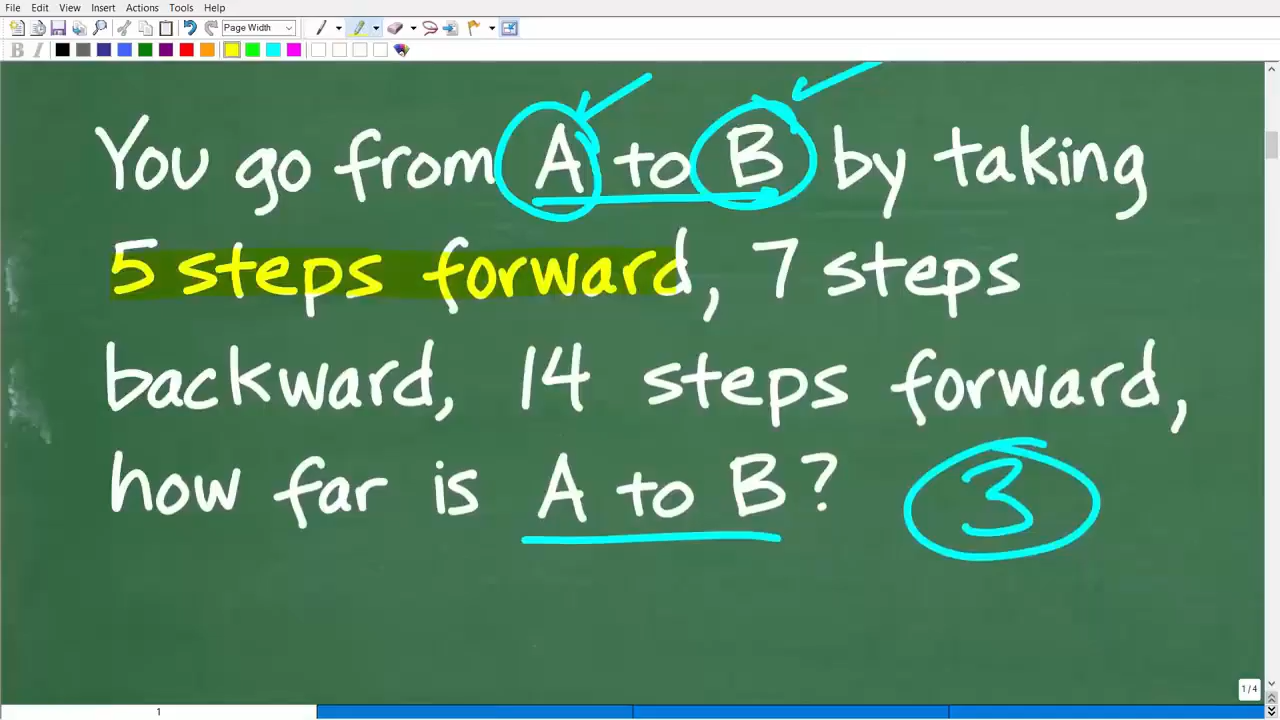 File Edit View Insert Actions Tools Help
Page Width
B I
You go from A to B by taking
5 steps forward, 7 steps
backward, 14 steps forward,
how far is A to B? 3
1/4
1